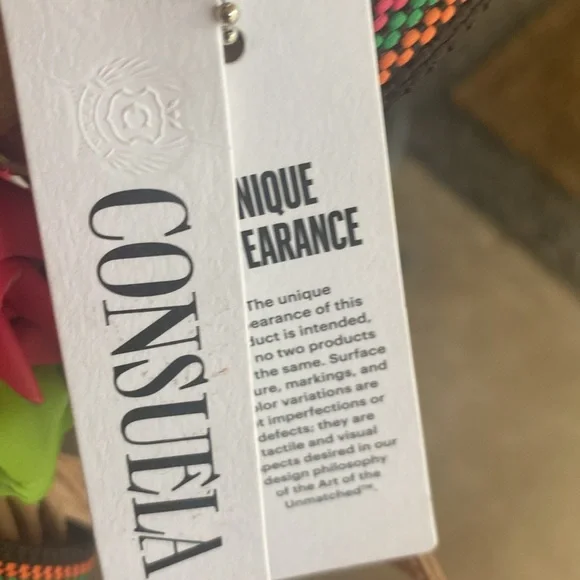 CONSUELA
NIQUE
EARANCE
The unique
earance of this
duct is intended,
no two products
the same. Surface
ure, markings, and
lor variations are
t imperfections or
defects; they are
tactile and visual
pects desired in our
design philosophy
of the Art of the
Unmatched™.